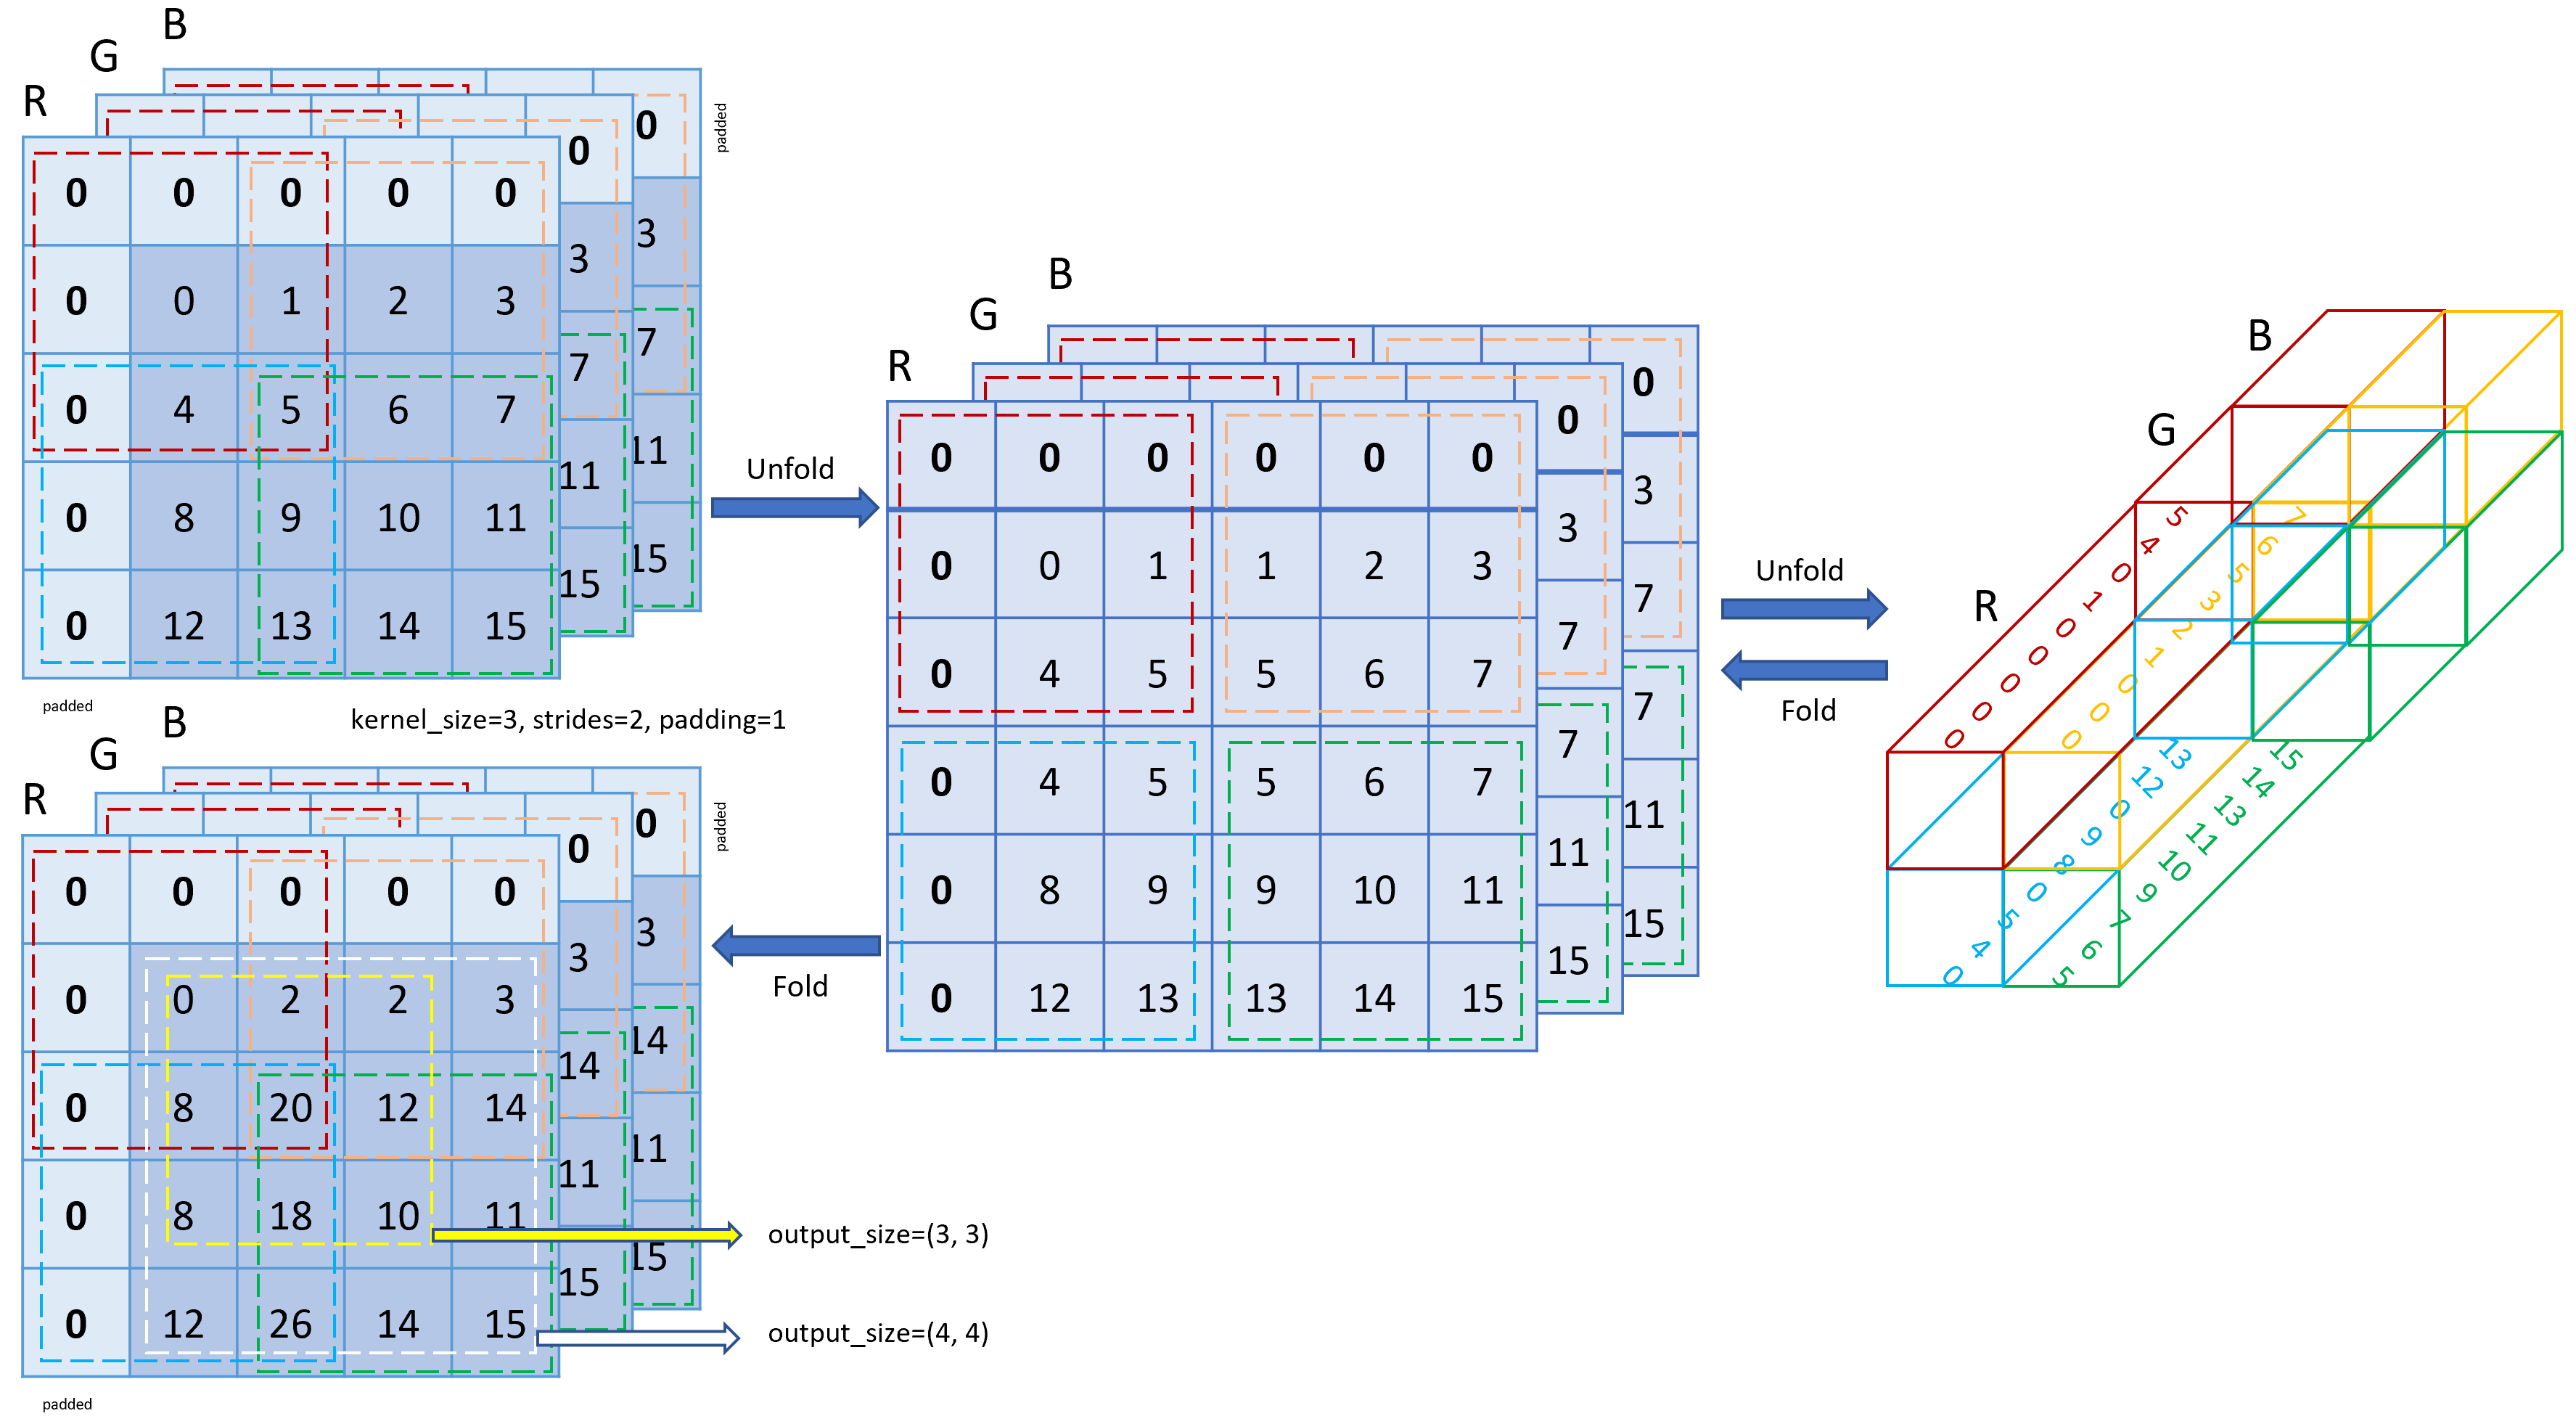 B
G
R
0 0 0 0 0 0 0
padded
0 0 1 2 3 3 3
0 4 5 6 7 7 7
0 8 9 10 11 11 11
0 12 13 14 15 15 15
padded
kernel_size=3, strides=2, padding=1
Unfold
B
G
R
0 0 0 0 0 0 0 0
0 0 1 1 2 3 3 3
0 4 5 5 6 7 7 7
0 4 5 5 6 7 7 7
0 8 9 9 10 11 11 11
0 12 13 13 14 15 15 15
Unfold
Fold
B
G
R
0 0 0 0 1 0 4 5
0 0 1 2 3 5 6 7
0 4 5 0 8 9 0 12 13
5 6 7 9 10 11 13 14 15
Fold
B
G
R
0 0 0 0 0 0 0
padded
0 0 2 2 3 3 3
0 8 20 12 14 14 14
0 8 18 10 11 11 11
0 12 26 14 15 15 15
padded
output_size=(3, 3)
output_size=(4, 4)